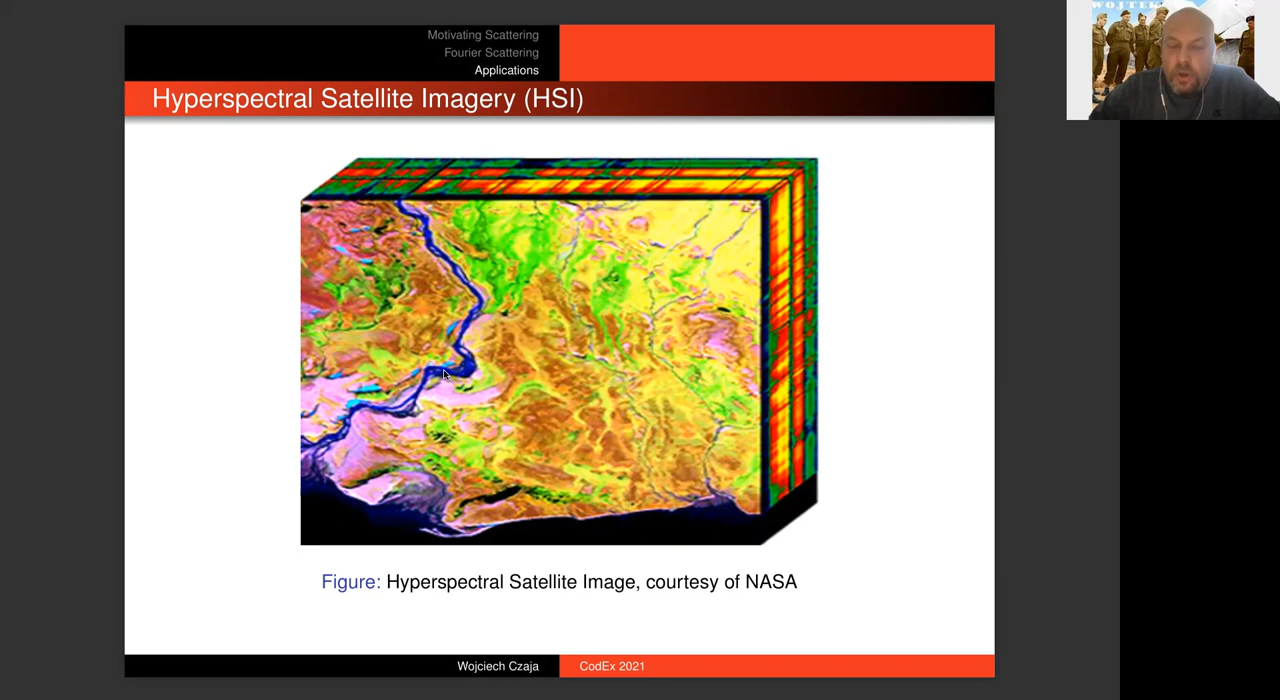 Motivating Scattering
Fourier Scattering
Applications
Hyperspectral Satellite Imagery (HSI)
Figure: Hyperspectral Satellite Image, courtesy of NASA
Wojciech Czaja
CodEx 2021
WOJTEK